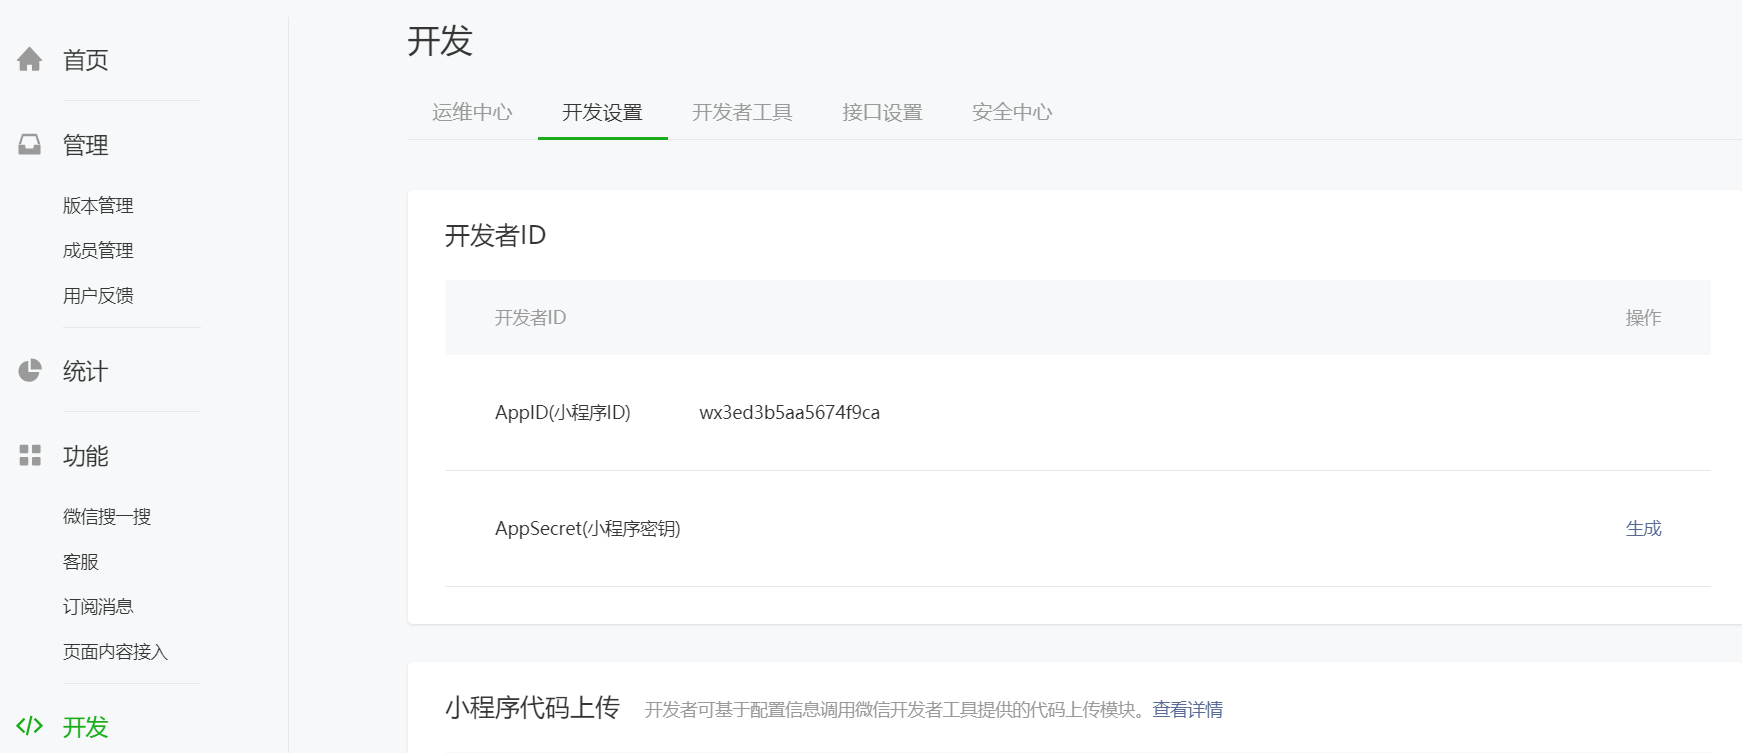 首页
管理
版本管理
成员管理
用户反馈
统计
功能
微信搜一搜
客服
订阅消息
页面内容接入
开发
开发
运维中心 开发设置 开发者工具 接口设置 安全中心
开发者ID
开发者ID 操作
AppID(小程序ID) wx3ed3b5aa5674f9ca
AppSecret(小程序密钥) 生成
小程序代码上传 开发者可基于配置信息调用微信开发者工具提供的代码上传模块。查看详情